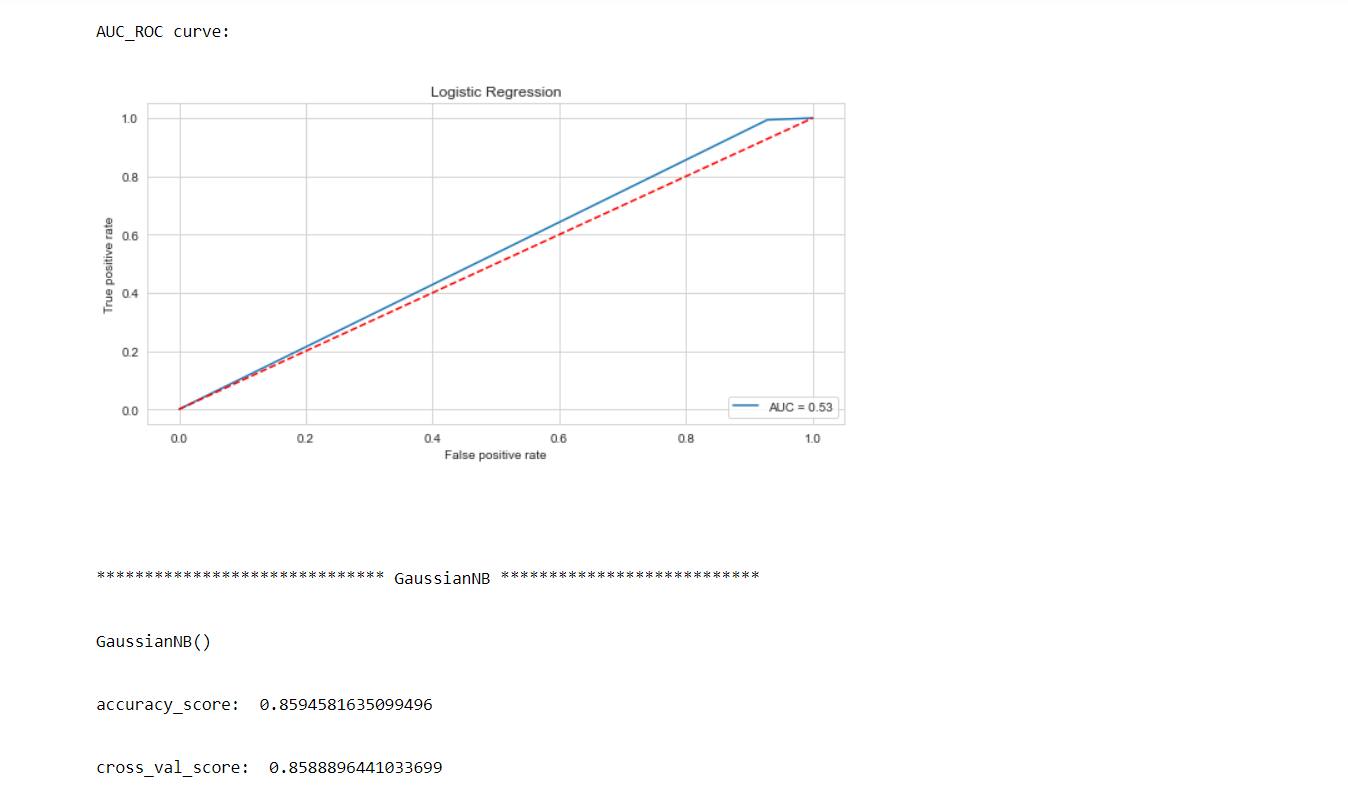 AUC_ROC curve:
Logistic Regression
1.0
0.8
0.6
0.4
0.2
0.0
True positive rate
0.0 0.2 0.4 0.6 0.8 1.0
False positive rate
AUC = 0.53
****************************** GaussianNB ***************************
GaussianNB()
accuracy_score:  0.8594581635099496
cross_val_score:  0.8588896441033699